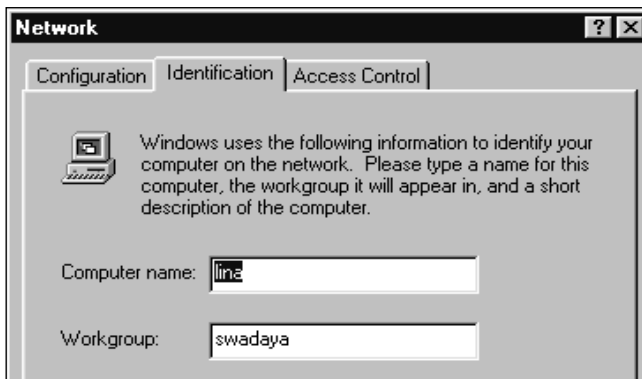 Network
Configuration Identification Access Control
Windows uses the following information to identify your
computer on the network. Please type a name for this
computer, the workgroup it will appear in, and a short
description of the computer.
Computer name: lina
Workgroup: swadaya